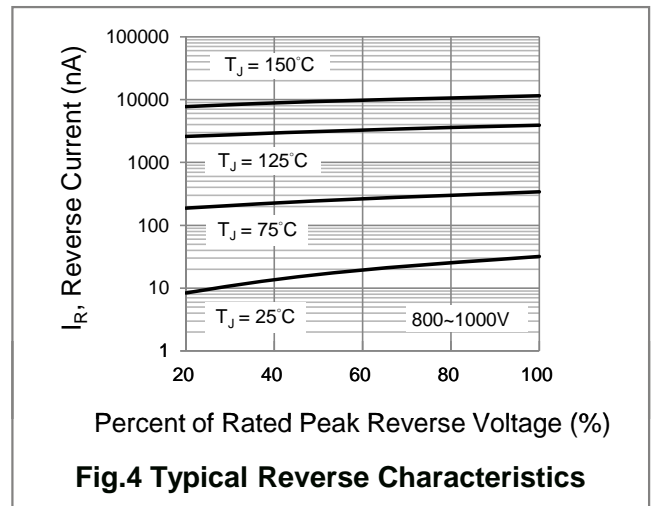 I_R, Reverse Current (nA)
100000
10000
1000
100
10
1
T_J = 150°C
T_J = 125°C
T_J = 75°C
T_J = 25°C
800~1000V
20 40 60 80 100
Percent of Rated Peak Reverse Voltage (%)
Fig.4 Typical Reverse Characteristics